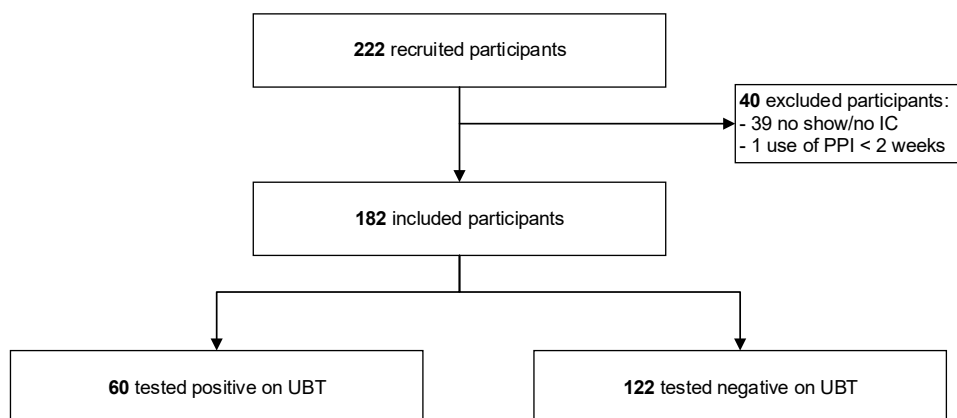 222 recruited participants
40 excluded participants:
- 39 no show/no IC
- 1 use of PPI < 2 weeks
182 included participants
60 tested positive on UBT
122 tested negative on UBT